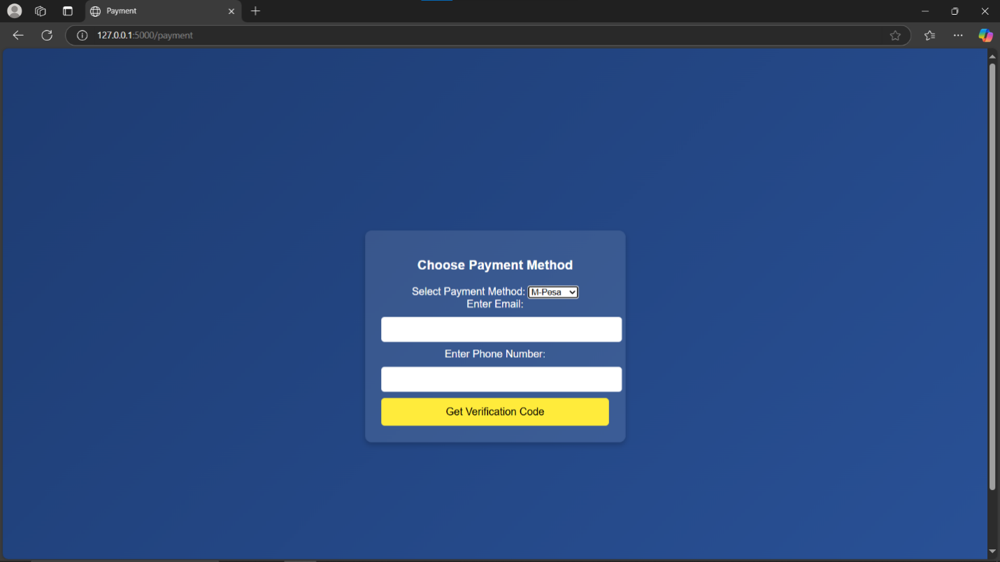 Payment
127.0.0.1:5000/payment
Choose Payment Method
Select Payment Method: M-Pesa
Enter Email:
Enter Phone Number:
Get Verification Code